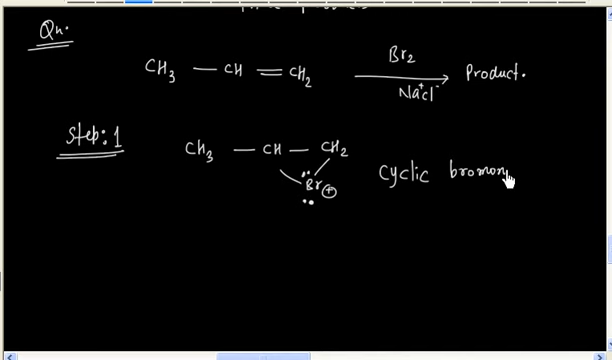 Qn.
Br2
CH3 — CH = CH2 → Product.
Na+Cl-
Step: 1
CH3 — CH — CH2
Br + cyclic bromon